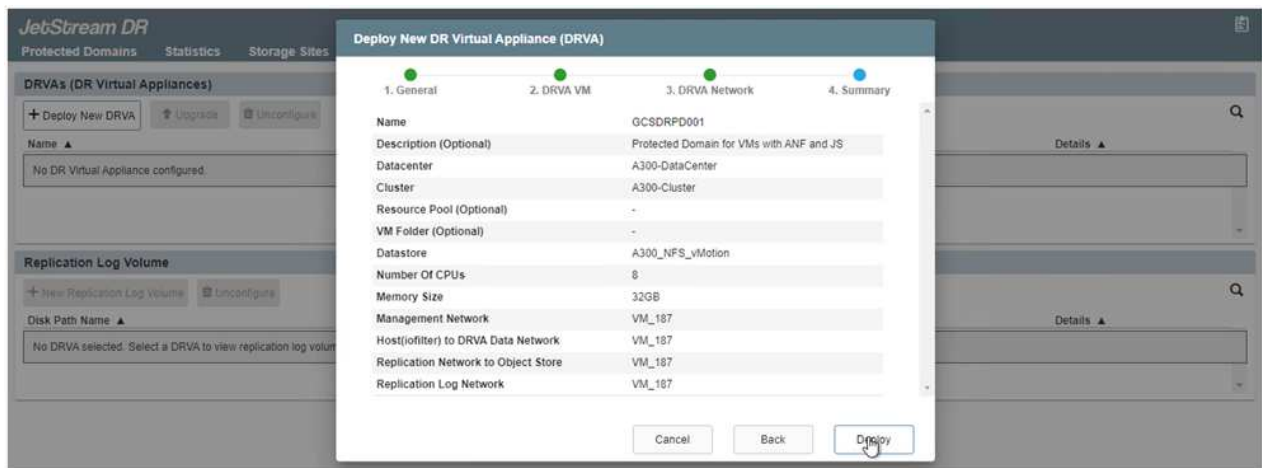 JetStream DR
Protected Domains Statistics Storage Sites
DRVAs (DR Virtual Appliances)
+ Deploy New DRVA Upgrade Unconfigure
Name ▲ Details ▲
No DR Virtual Appliance configured.
Replication Log Volume
+ New Replication Log Volume Unconfigure
Disk Path Name ▲ Details ▲
No DRVA selected. Select a DRVA to view replication log
Deploy New DR Virtual Appliance (DRVA)
1. General 2. DRVA VM 3. DRVA Network 4. Summary
Name GCSDRPD001
Description (Optional) Protected Domain for VMs with ANF and JS
Datacenter A300-DataCenter
Cluster A300-Cluster
Resource Pool (Optional) -
VM Folder (Optional) -
Datastore A300_NFS_vMotion
Number Of CPUs 8
Memory Size 32GB
Management Network VM_187
Host(iofilter) to DRVA Data Network VM_187
Replication Network to Object Store VM_187
Replication Log Network VM_187
Cancel Back Deploy